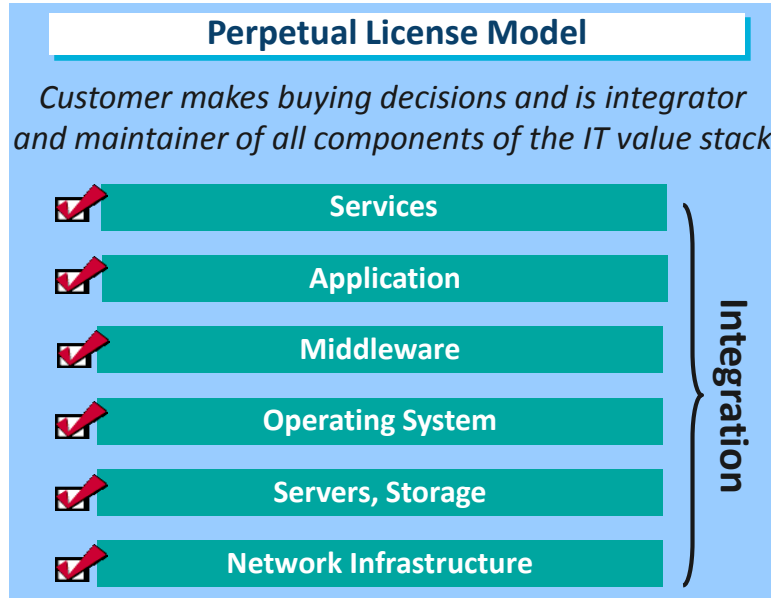 Perpetual License Model
Customer makes buying decisions and is integrator
and maintainer of all components of the IT value stack
Services
Application
Middleware
Operating System
Servers, Storage
Network Infrastructure
Integration